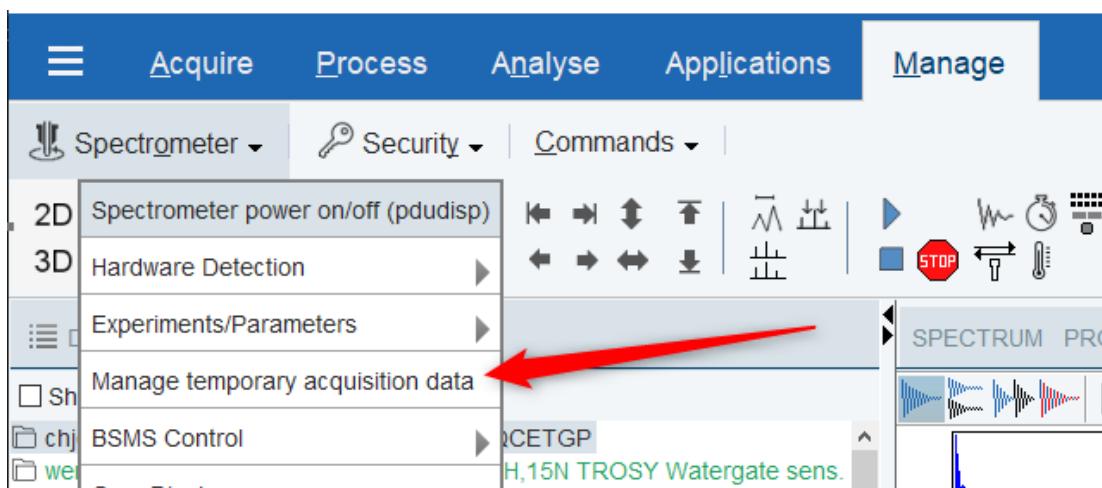 Acquire Process Analyse Applications Manage
Spectrometer Security Commands
2D
Spectrometer power on/off (pdudisp)
3D
Hardware Detection
STOP
Experiments/Parameters
SPECTRUM PRO
Manage temporary acquisition data
Sh
chj
BSMS Control
QCETGP
wer
H,15N TROSY Watergate sens.